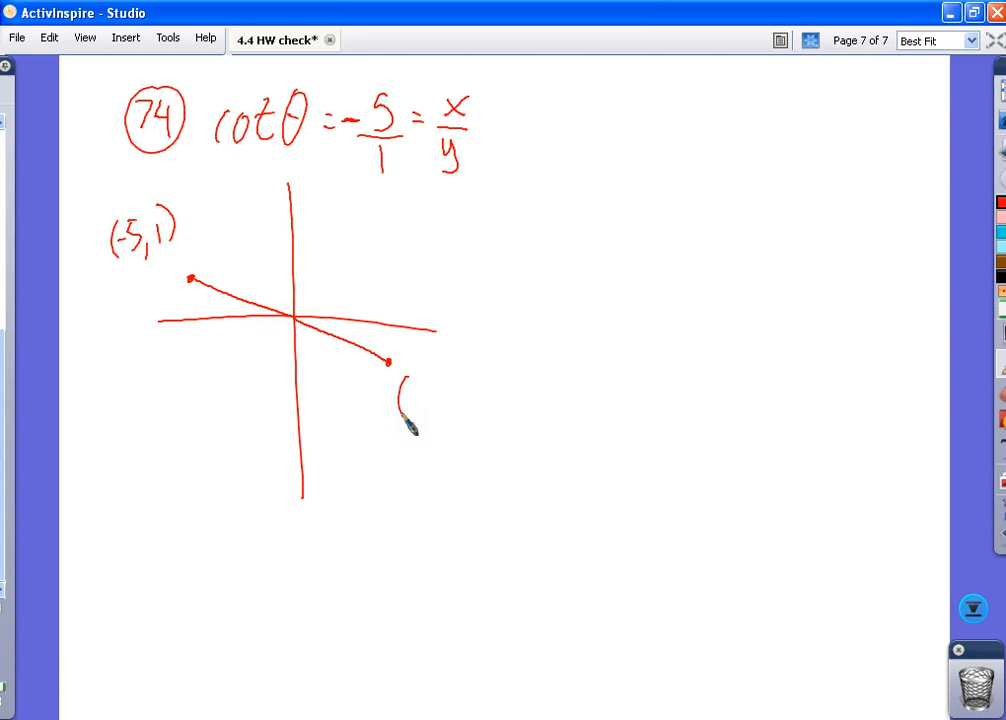 ActivInspire - Studio
File Edit View Insert Tools Help 4.4 HW check* Page 7 of 7 Best Fit
74 cot θ = - 5/1 = x/y
(-5, 1)
(